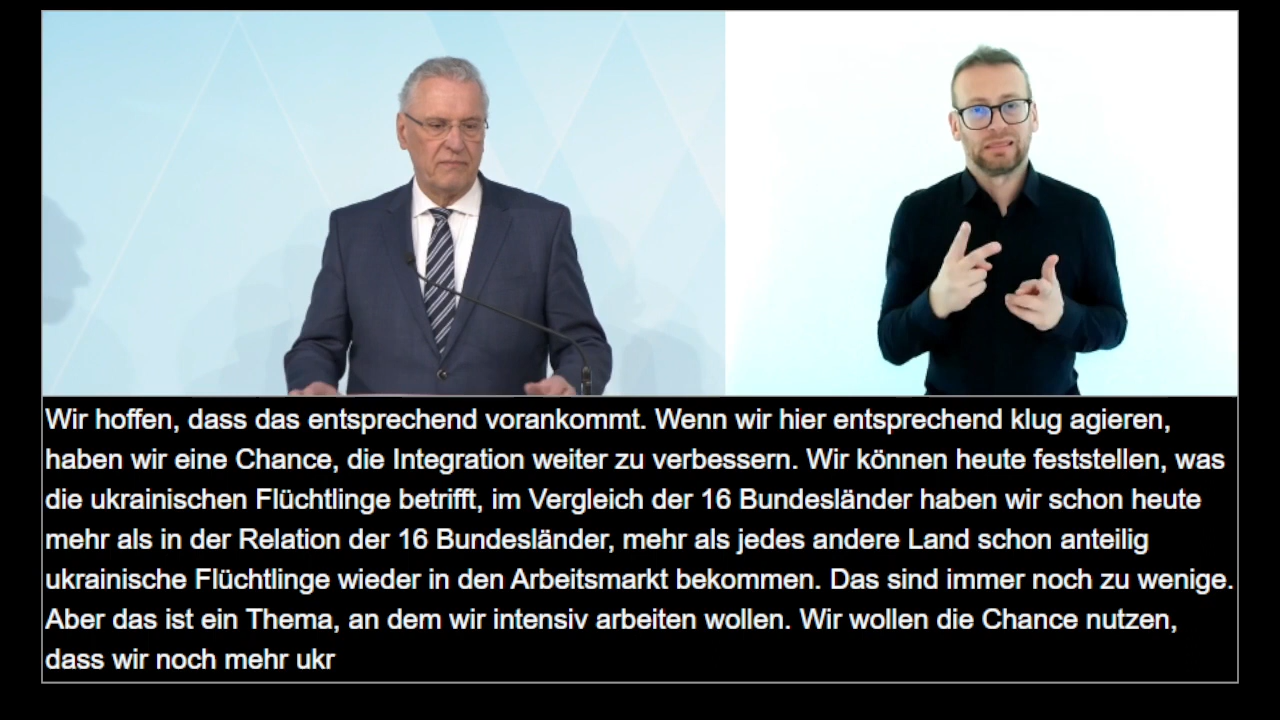 Wir hoffen, dass das entsprechend vorankommt. Wenn wir hier entsprechend klug agieren,
haben wir eine Chance, die Integration weiter zu verbessern. Wir können heute feststellen, was
die ukrainischen Flüchtlinge betrifft, im Vergleich der 16 Bundesländer haben wir schon heute
mehr als in der Relation der 16 Bundesländer, mehr als jedes andere Land schon anteilig
ukrainische Flüchtlinge wieder in den Arbeitsmarkt bekommen. Das sind immer noch zu wenige.
Aber das ist ein Thema, an dem wir intensiv arbeiten wollen. Wir wollen die Chance nutzen,
dass wir noch mehr ukr